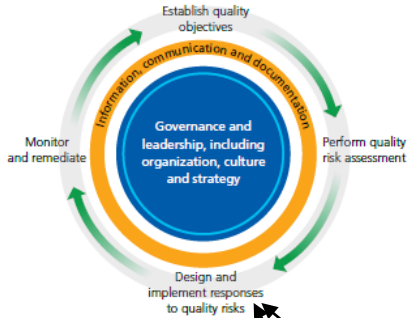 Establish quality
objectives
Information, communication and documentation
Governance and
leadership, including
organization, culture
and strategy
Monitor
and remediate
Perform quality
risk assessment
Design and
implement responses
to quality risks